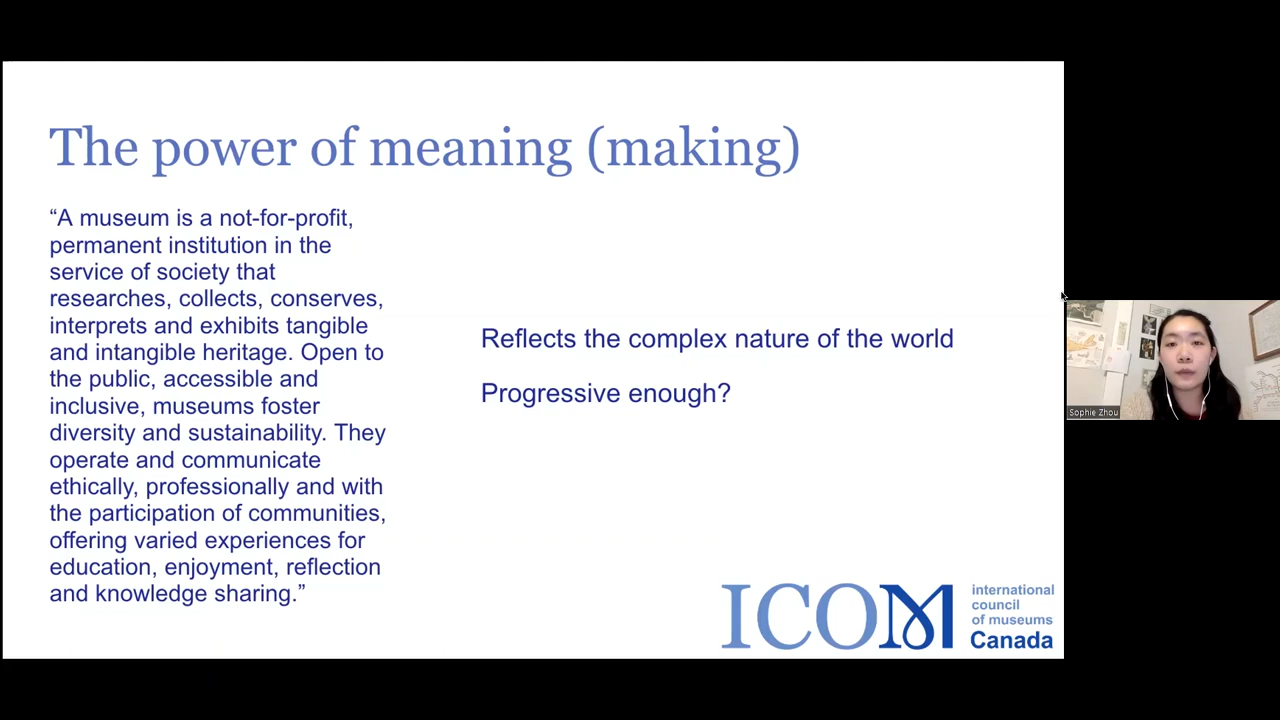 The power of meaning (making)
“A museum is a not-for-profit,
permanent institution in the
service of society that
researches, collects, conserves,
interprets and exhibits tangible
and intangible heritage. Open to
the public, accessible and
inclusive, museums foster
diversity and sustainability. They
operate and communicate
ethically, professionally and with
the participation of communities,
offering varied experiences for
education, enjoyment, reflection
and knowledge sharing.”
Reflects the complex nature of the world
Progressive enough?
ICOM
international
council
of museums
Canada
Sophie Zhou